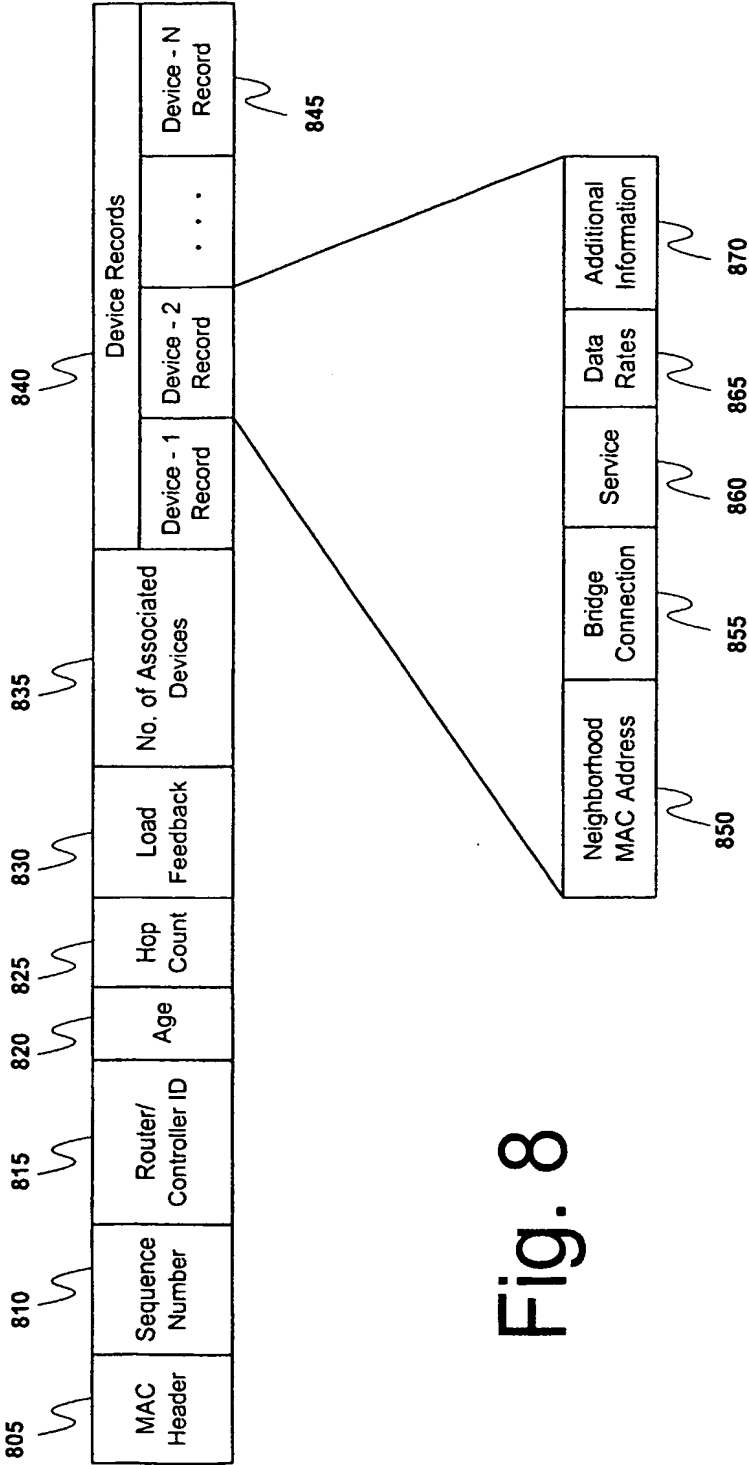 805
810
815
820
825
830
835
840
MAC
Header
Sequence
Number
Router/
Controller ID
Age
Hop
Count
Load
Feedback
No. of Associated
Devices
Device Records
Device - 1
Record
Device - 2
Record
. . .
Device - N
Record
845
Neighborhood
MAC Address
Bridge
Connection
Service
Data
Rates
Additional
Information
850
855
860
865
870
Fig. 8